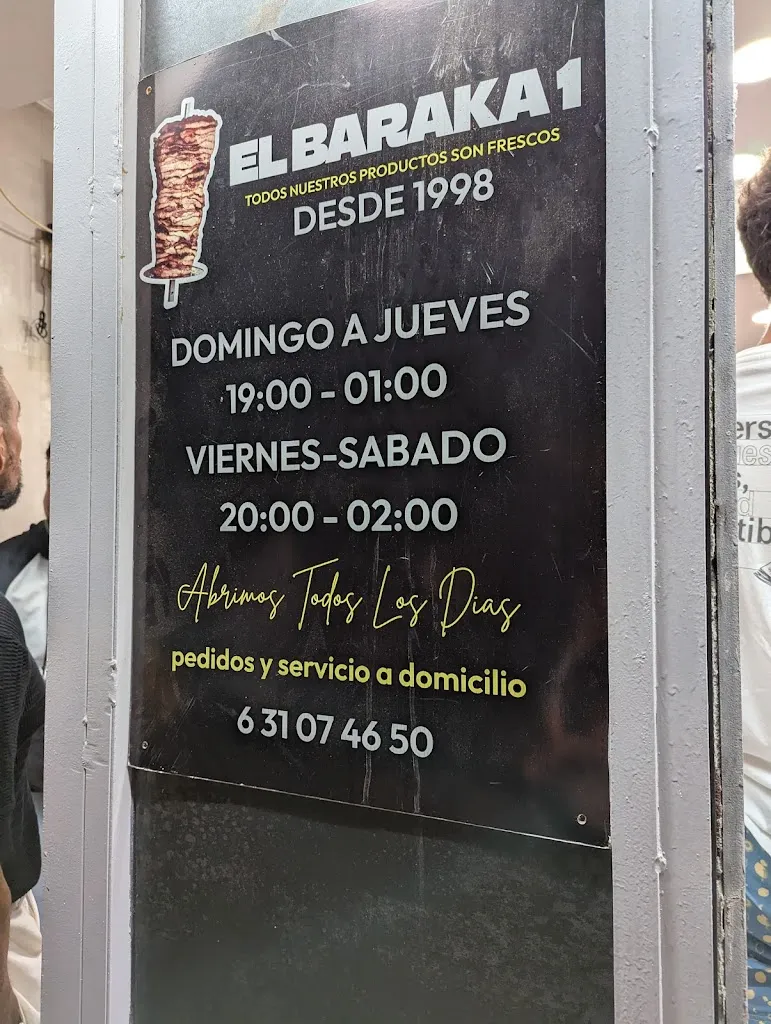 EL BARAKA 1
TODOS NUESTROS PRODUCTOS SON FRESCOS
DESDE 1998
DOMINGO A JUEVES
19:00 - 01:00
VIERNES-SABADO
20:00 - 02:00
Abrimos Todos Los Dias
pedidos y servicio a domicilio
6 31 07 46 50